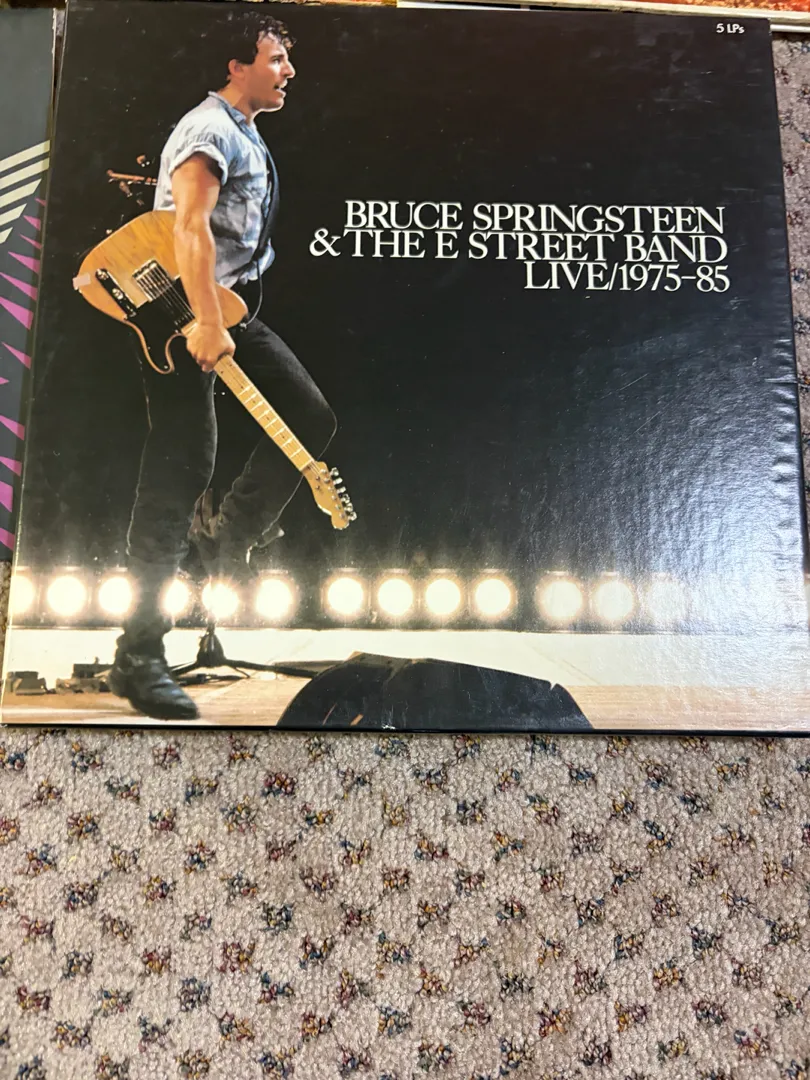 5 LPs
BRUCE SPRINGSTEEN
& THE E STREET BAND
LIVE/1975-85